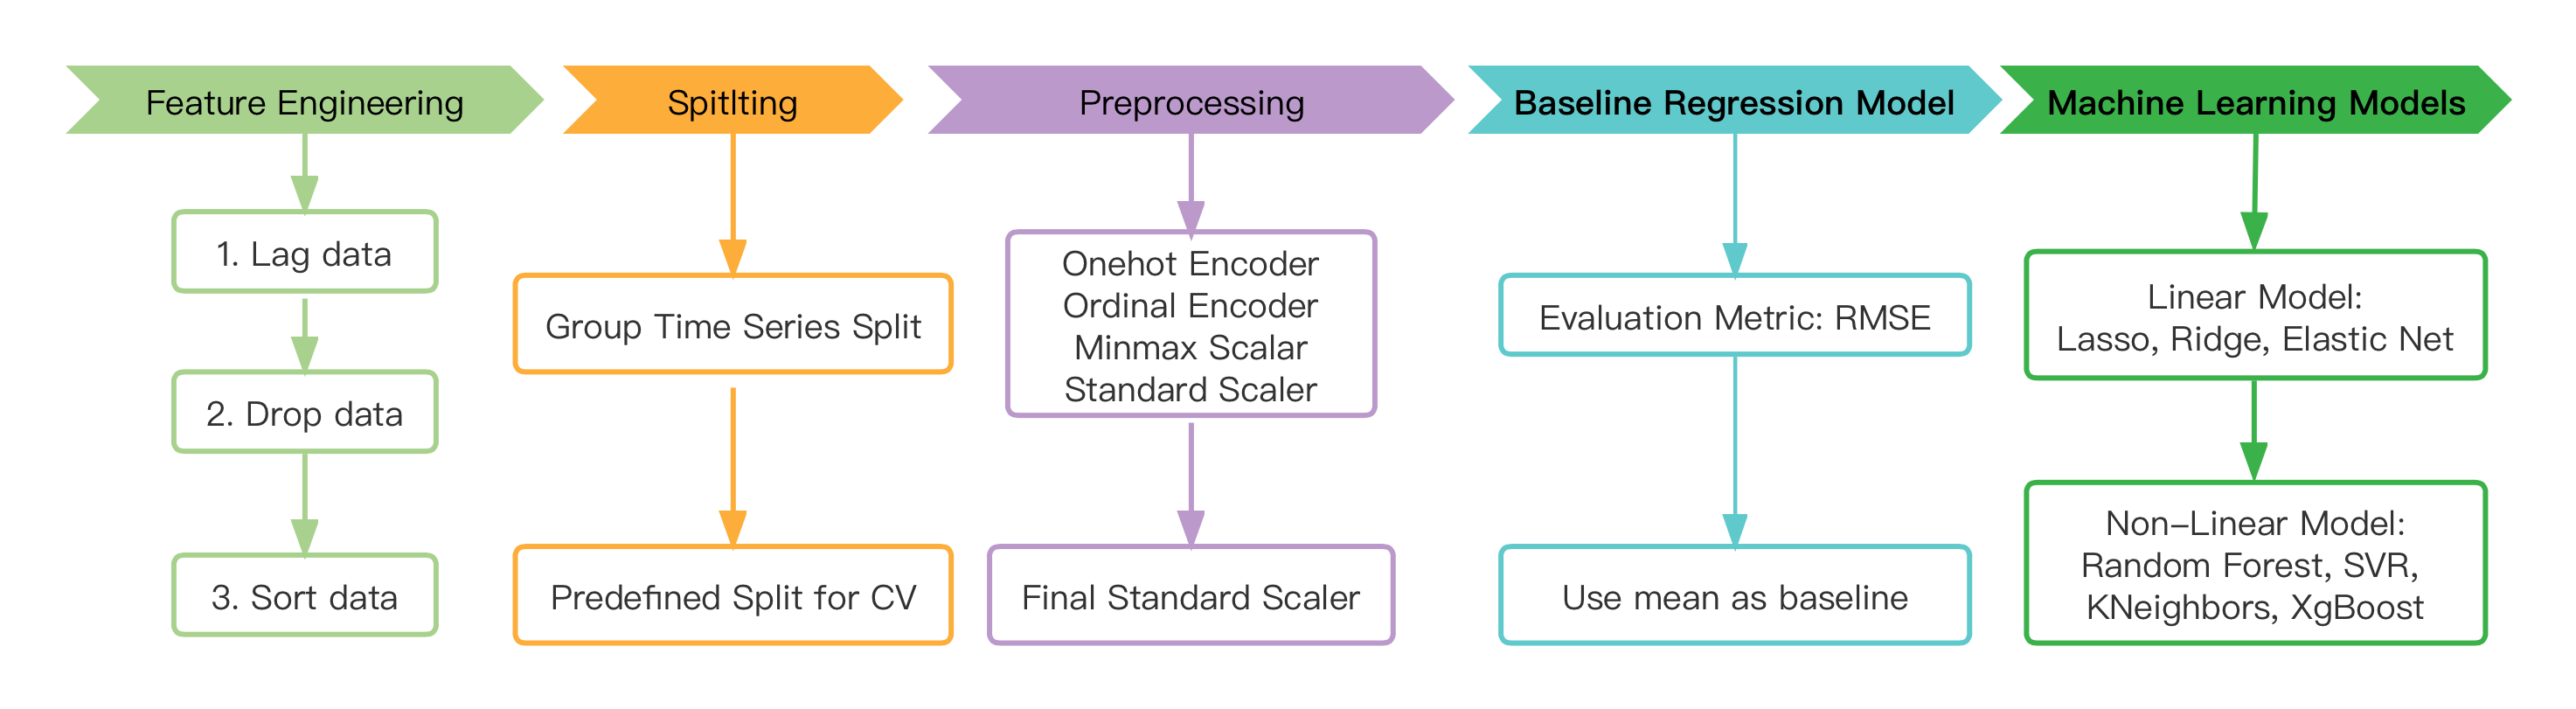 Feature Engineering
1. Lag data
2. Drop data
3. Sort data
Spitlting
Group Time Series Split
Predefined Split for CV
Preprocessing
Onehot Encoder
Ordinal Encoder
Minmax Scalar
Standard Scaler
Final Standard Scaler
Baseline Regression Model
Evaluation Metric: RMSE
Use mean as baseline
Machine Learning Models
Linear Model:
Lasso, Ridge, Elastic Net
Non-Linear Model:
Random Forest, SVR,
KNeighbors, XgBoost